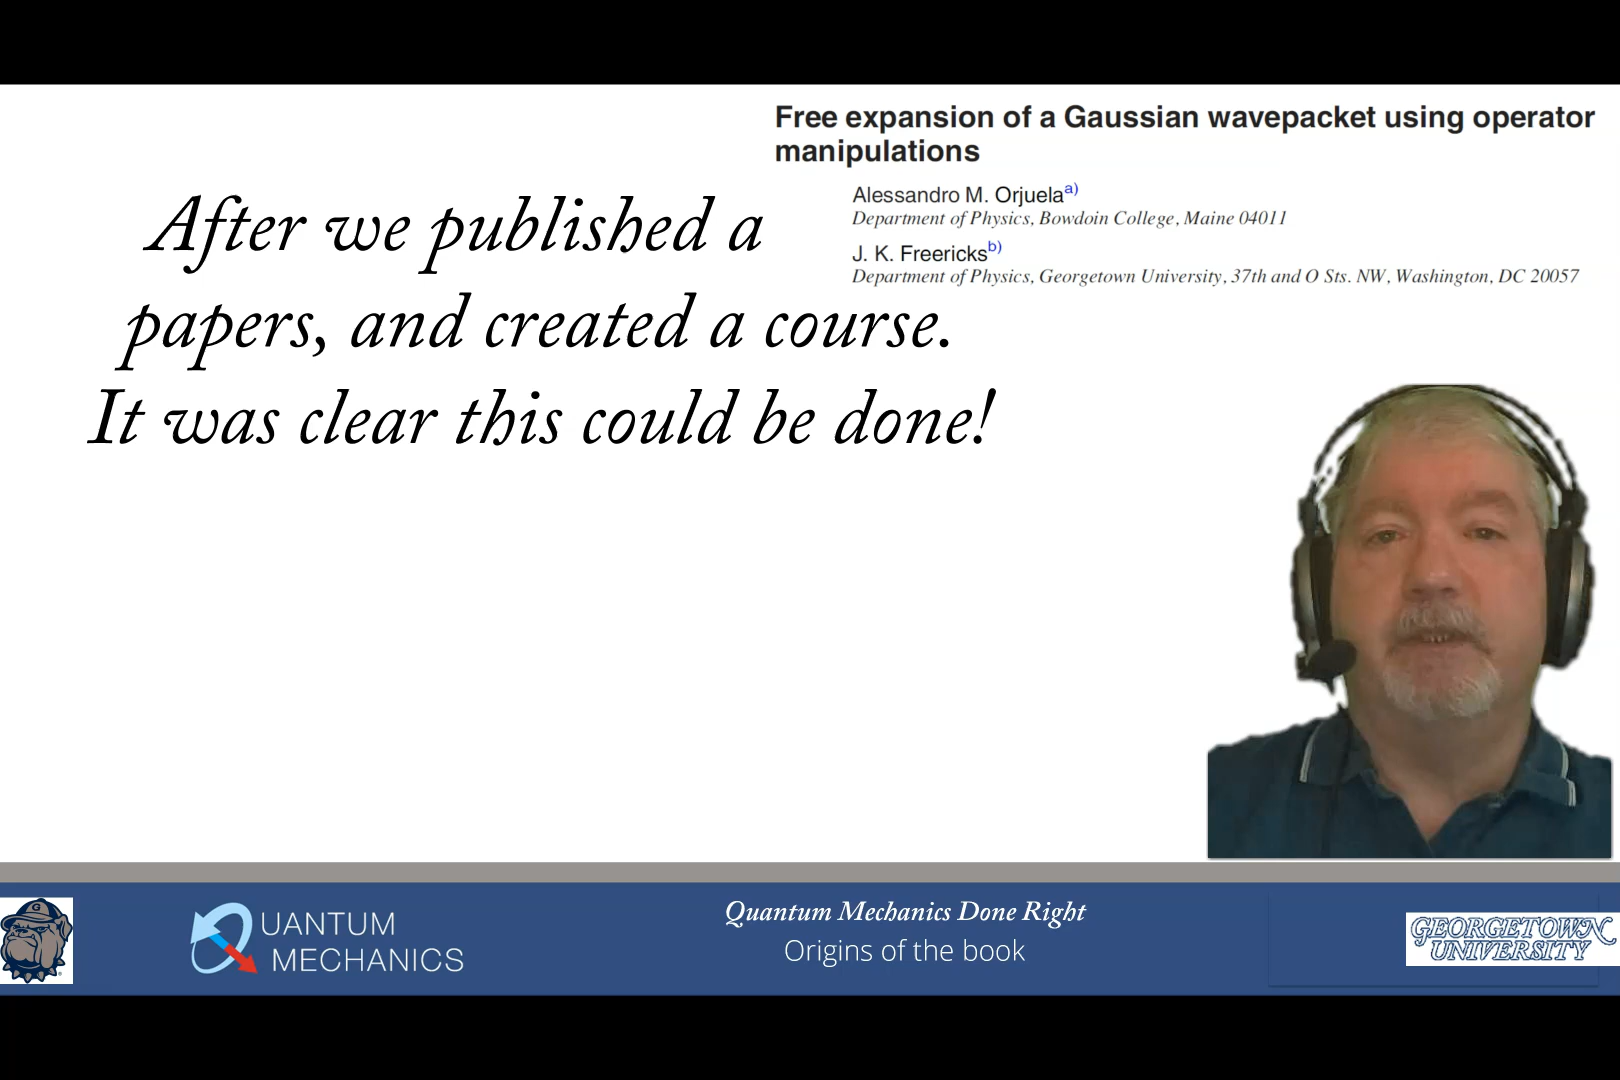 Free expansion of a Gaussian wavepacket using operator
manipulations
Alessandro M. Orjuela a)
Department of Physics, Bowdoin College, Maine 04011
J. K. Freericks b)
Department of Physics, Georgetown University, 37th and O Sts. NW, Washington, DC 20057
After we published a
papers, and created a course.
It was clear this could be done!
G
QUANTUM
MECHANICS
Quantum Mechanics Done Right
Origins of the book
GEORGETOWN
UNIVERSITY